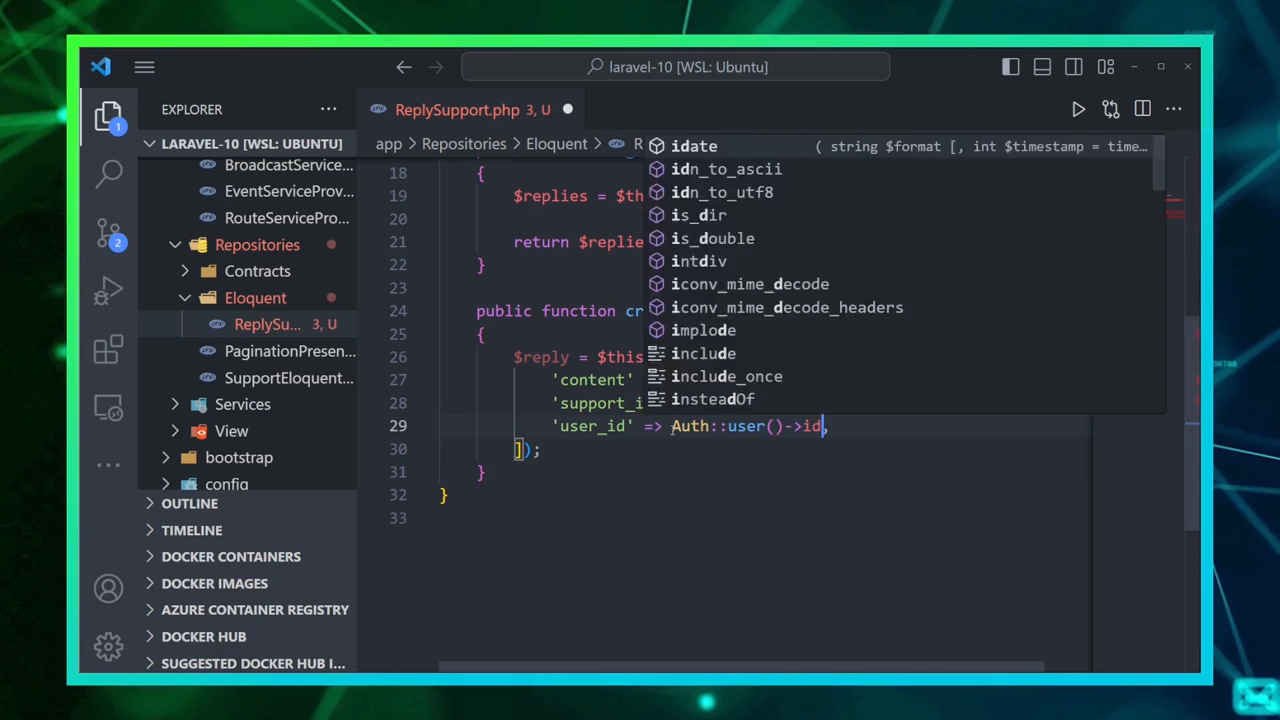 laravel-10 [WSL: Ubuntu]
EXPLORER
ReplySupport.php 3, U
LARAVEL-10 [WSL: UBUNTU]
BroadcastService...
EventServiceProv...
RouteServicePro...
Repositories
Contracts
Eloquent
ReplySu... 3, U
PaginationPresen...
SupportEloquent...
Services
View
bootstrap
config
OUTLINE
TIMELINE
DOCKER CONTAINERS
DOCKER IMAGES
AZURE CONTAINER REGISTRY
DOCKER HUB
SUGGESTED DOCKER HUB I...
1
2
app > Repositories > Eloquent > R
18 {
19 $replies = $th
20
21 return $replie
22 }
23
24 public function cr
25 {
26 $reply = $this
27 'content'
28 'support_i
29 'user_id' => Auth::user()->id,
30 ]);
31 }
32 }
33
idate ( string $format [, int $timestamp = time...
idn_to_ascii
idn_to_utf8
is_dir
is_double
intdiv
iconv_mime_decode
iconv_mime_decode_headers
implode
include
include_once
insteadOf